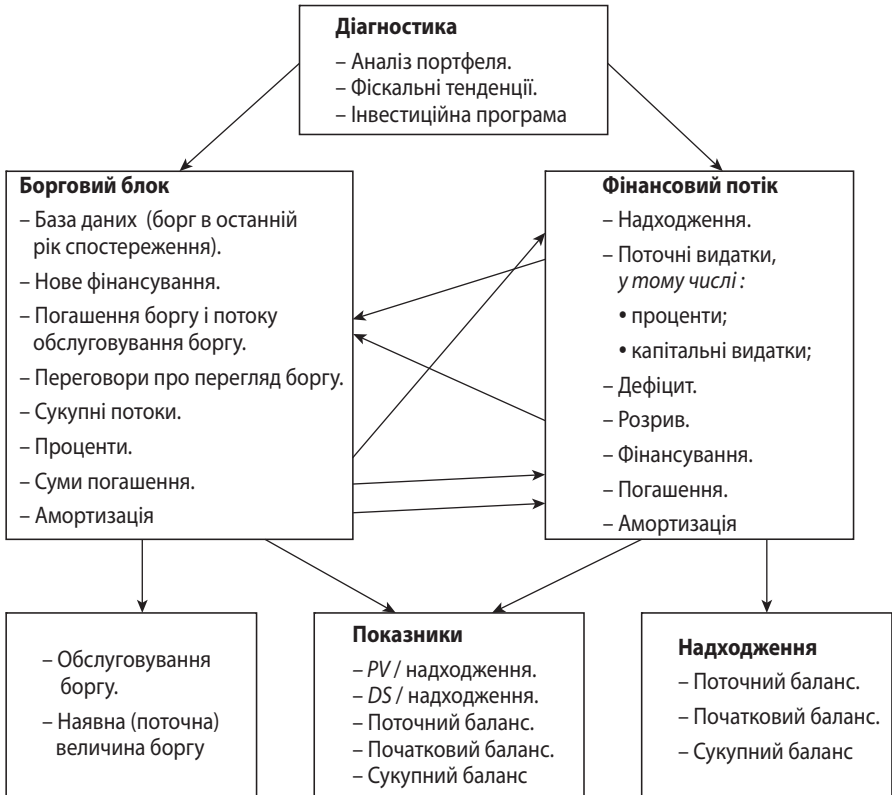 Діагностика
– Аналіз портфеля.
– Фіскальні тенденції.
– Інвестиційна програма
Борговий блок
– База даних (борг в останній
рік спостереження).
– Нове фінансування.
– Погашення боргу і потоку
обслуговування боргу.
– Переговори про перегляд боргу.
– Сукупні потоки.
– Проценти.
– Суми погашення.
– Амортизація
Фінансовий потік
– Надходження.
– Поточні видатки,
у тому числі :
• проценти;
• капітальні видатки;
– Дефіцит.
– Розрив.
– Фінансування.
– Погашення.
– Амортизація
– Обслуговування
боргу.
– Наявна (поточна)
величина боргу
Показники
– PV / надходження.
– DS / надходження.
– Поточний баланс.
– Початковий баланс.
– Сукупний баланс
Надходження
– Поточний баланс.
– Початковий баланс.
– Сукупний баланс